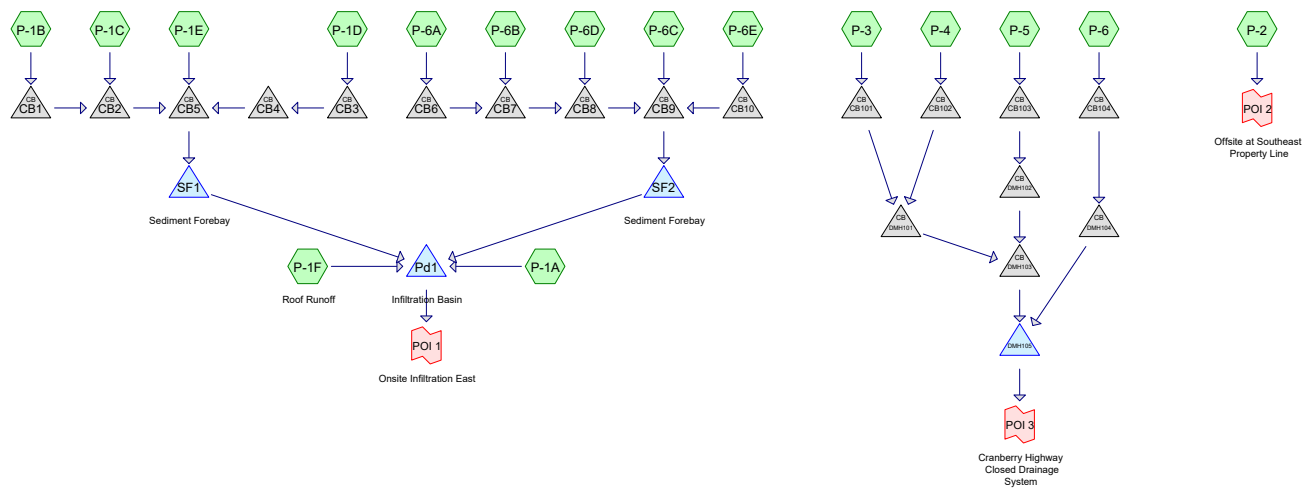 P-1B P-1C P-1E P-1D P-6A P-6B P-6D P-6C P-6E P-3 P-4 P-5 P-6 P-2
CB CB CB CB CB CB CB CB CB CB CB CB CB CB
CB1 CB2 CB5 CB4 CB3 CB6 CB7 CB8 CB9 CB10 CB101 CB102 CB103 CB104 POI 2
Offsite at Southeast
Property Line
SF1 SF2 CB
DMH102
Sediment Forebay Sediment Forebay
CB CB
DMH101 DMH104
P-1F Pd1 P-1A CB
DMH103
Roof Runoff Infiltration Basin
POI 1 DMH105
Onsite Infiltration East
POI 3
Cranberry Highway
Closed Drainage
System